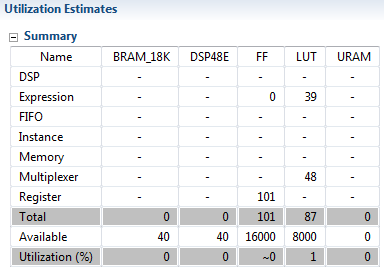 Utilization Estimates
Summary
Name BRAM_18K DSP48E FF LUT URAM
DSP - - - - -
Expression - - 0 39 -
FIFO - - - - -
Instance - - - - -
Memory - - - - -
Multiplexer - - - 48 -
Register - - 101 - -
Total 0 0 101 87 0
Available 40 40 16000 8000 0
Utilization (%) 0 0 ~0 1 0